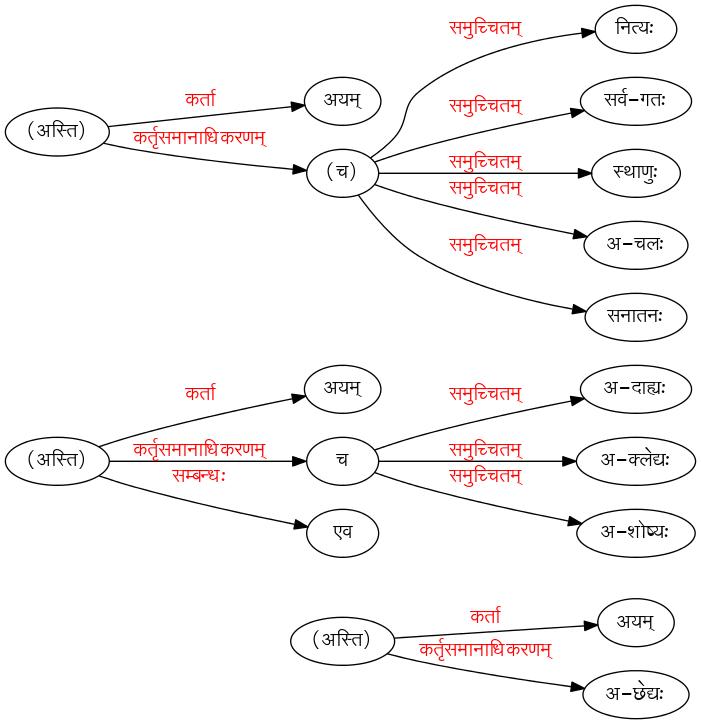 समुच्चितम्
नित्यः
कर्ता
अयम्
समुच्चितम्
सर्व-गतः
(अस्ति)
कर्तृसमानाधिकरणम्
(च)
समुच्चितम्
स्थाणुः
समुच्चितम्
अ-चलः
समुच्चितम्
सनातनः
कर्ता
अयम्
समुच्चितम्
अ-दाह्यः
(अस्ति)
कर्तृसमानाधिकरणम्
च
समुच्चितम्
अ-क्लेद्यः
सम्बन्धः
समुच्चितम्
एव
अ-शोष्यः
कर्ता
अयम्
(अस्ति)
कर्तृसमानाधिकरणम्
अ-छेद्यः